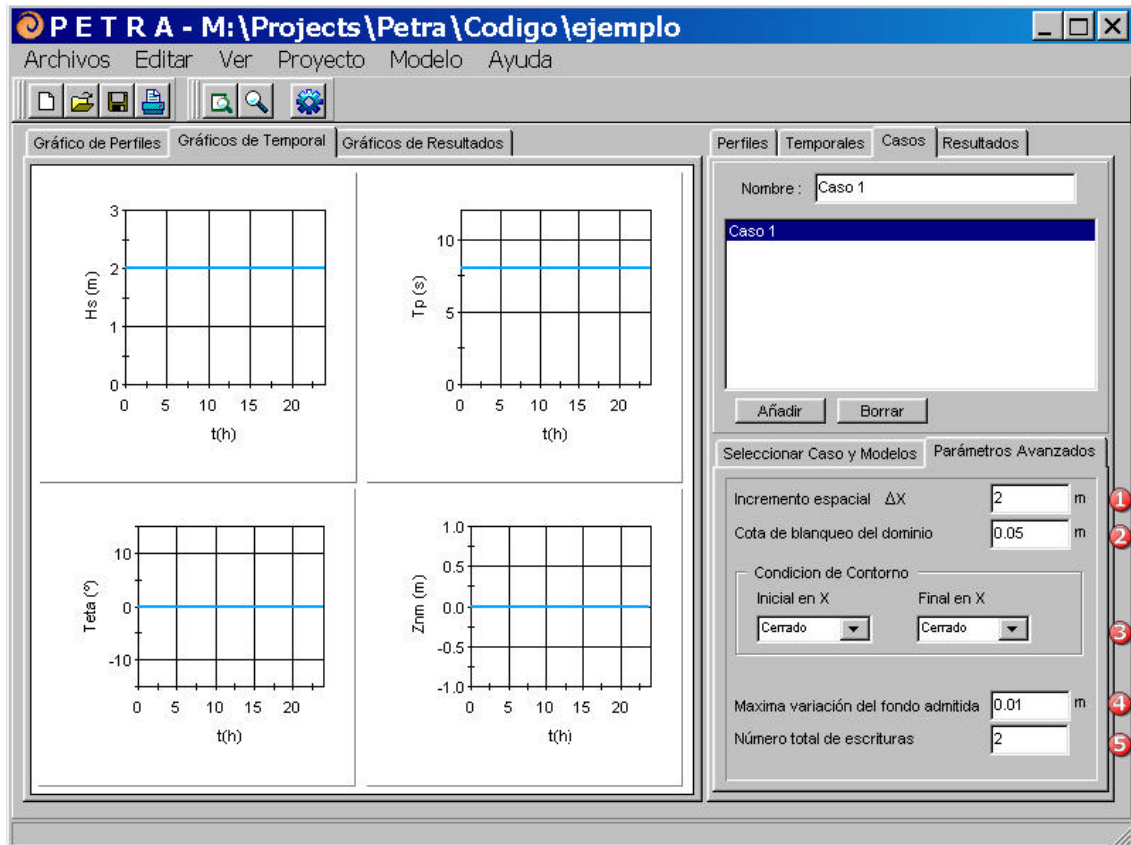 PETRA - M:\Projects\Petra\Codigo\ejemplo
Archivos Editar Ver Proyecto Modelo Ayuda
Gráfico de Perfiles Gráficos de Temporal Gráficos de Resultados
3
2
1
0
Hs (m)
0 5 10 15 20
t(h)
10
5
0
Tp (s)
0 5 10 15 20
t(h)
10
0
-10
Teta (º)
0 5 10 15 20
t(h)
1.0
0.5
0.0
-0.5
-1.0
Znm (m)
0 5 10 15 20
t(h)
Perfiles Temporales Casos Resultados
Nombre : Caso 1
Caso 1
Añadir Borrar
Seleccionar Caso y Modelos Parámetros Avanzados
Incremento espacial ΔX 2 m 1
Cota de blanqueo del dominio 0.05 m 2
Condicion de Contorno
Inicial en X Final en X
Cerrado Cerrado 3
Maxima variación del fondo admitida 0.01 m 4
Número total de escrituras 2 5